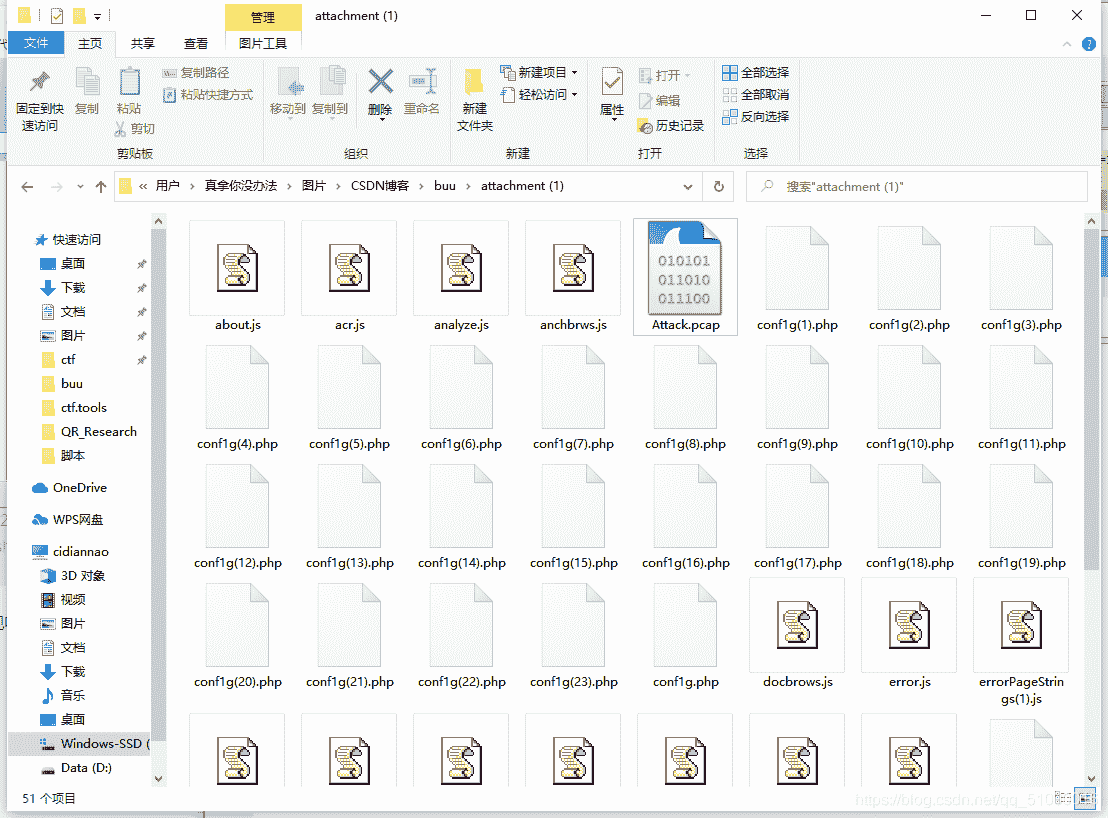 管理
attachment (1)
文件
主页
共享
查看
图片工具
固定到快
速访问
复制
粘贴
复制路径
粘贴快捷方式
剪切
剪贴板
移动到
复制到
删除
重命名
组织
新建
文件夹
新建项目
轻松访问
新建
属性
打开
编辑
历史记录
打开
全部选择
全部取消
反向选择
选择
« 用户 › 真拿你没办法 › 图片 › CSDN博客 › buu › attachment (1)
搜索"attachment (1)"
快速访问
桌面
下载
文档
图片
ctf
buu
ctf.tools
QR_Research
脚本
OneDrive
WPS网盘
cidiannao
3D 对象
视频
图片
文档
下载
音乐
桌面
Windows-SSD (
Data (D:)
about.js
acr.js
analyze.js
anchbrws.js
010101
011010
011100
Attack.pcap
conf1g(1).php
conf1g(2).php
conf1g(3).php
conf1g(4).php
conf1g(5).php
conf1g(6).php
conf1g(7).php
conf1g(8).php
conf1g(9).php
conf1g(10).php
conf1g(11).php
conf1g(12).php
conf1g(13).php
conf1g(14).php
conf1g(15).php
conf1g(16).php
conf1g(17).php
conf1g(18).php
conf1g(19).php
conf1g(20).php
conf1g(21).php
conf1g(22).php
conf1g(23).php
conf1g.php
docbrows.js
error.js
errorPageStrin
gs(1).js
51 个项目